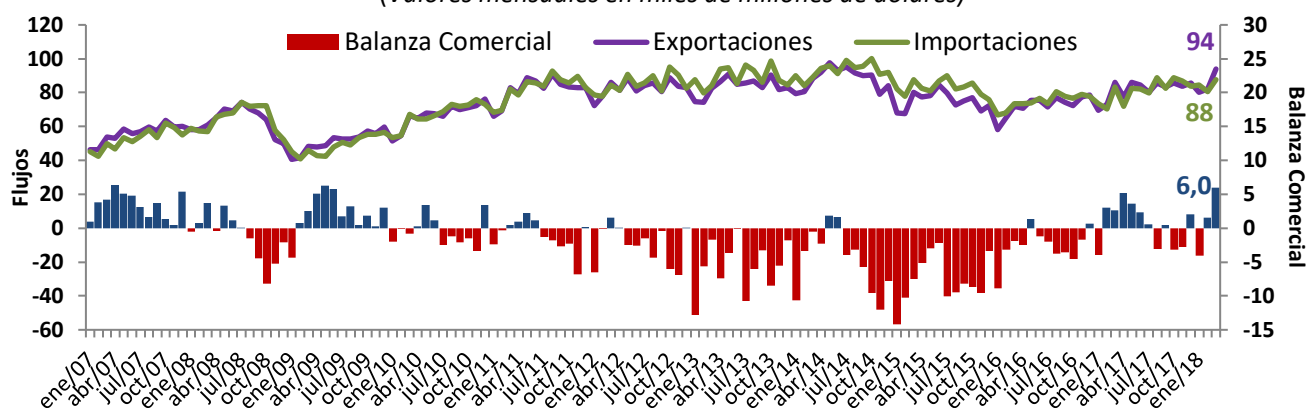 (Valores mensuales en miles de millones de dólares)
120
100
80
60
40
20
0
-20
-40
-60
Flujos
Balanza Comercial
Exportaciones
Importaciones
94
88
6,0
30
25
20
15
10
5
0
-5
-10
-15
Balanza Comercial
ene/07
abr/07
jul/07
oct/07
ene/08
abr/08
jul/08
oct/08
ene/09
abr/09
jul/09
oct/09
ene/10
abr/10
jul/10
oct/10
ene/11
abr/11
jul/11
oct/11
ene/12
abr/12
jul/12
oct/12
ene/13
abr/13
jul/13
oct/13
ene/14
abr/14
jul/14
oct/14
ene/15
abr/15
jul/15
oct/15
ene/16
abr/16
jul/16
oct/16
ene/17
abr/17
jul/17
oct/17
ene/18